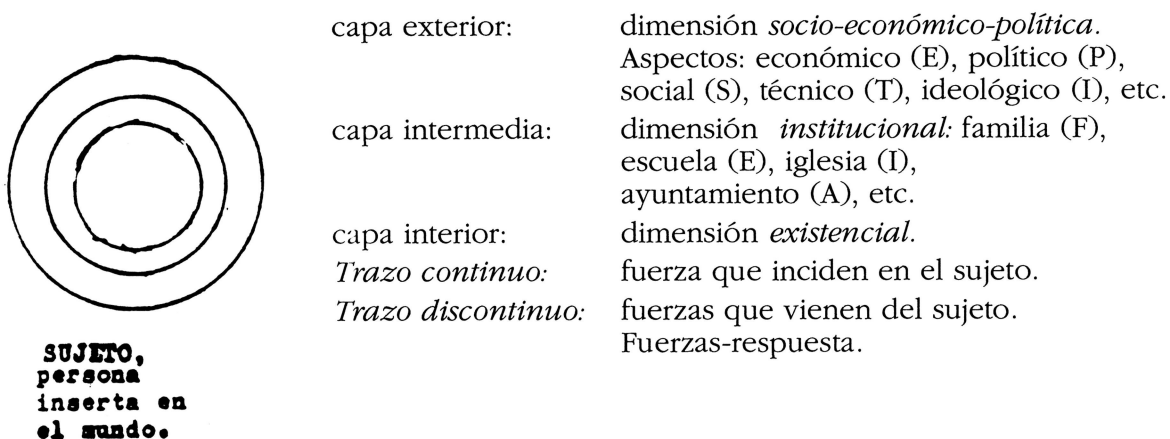 capa exterior: dimensión socio-económico-política.
Aspectos: económico (E), político (P),
social (S), técnico (T), ideológico (I), etc.
capa intermedia: dimensión institucional: familia (F),
escuela (E), iglesia (I),
ayuntamiento (A), etc.
capa interior: dimensión existencial.
Trazo continuo: fuerza que inciden en el sujeto.
Trazo discontinuo: fuerzas que vienen del sujeto.
Fuerzas-respuesta.
SUJETO,
persona
inserta en
el mundo.